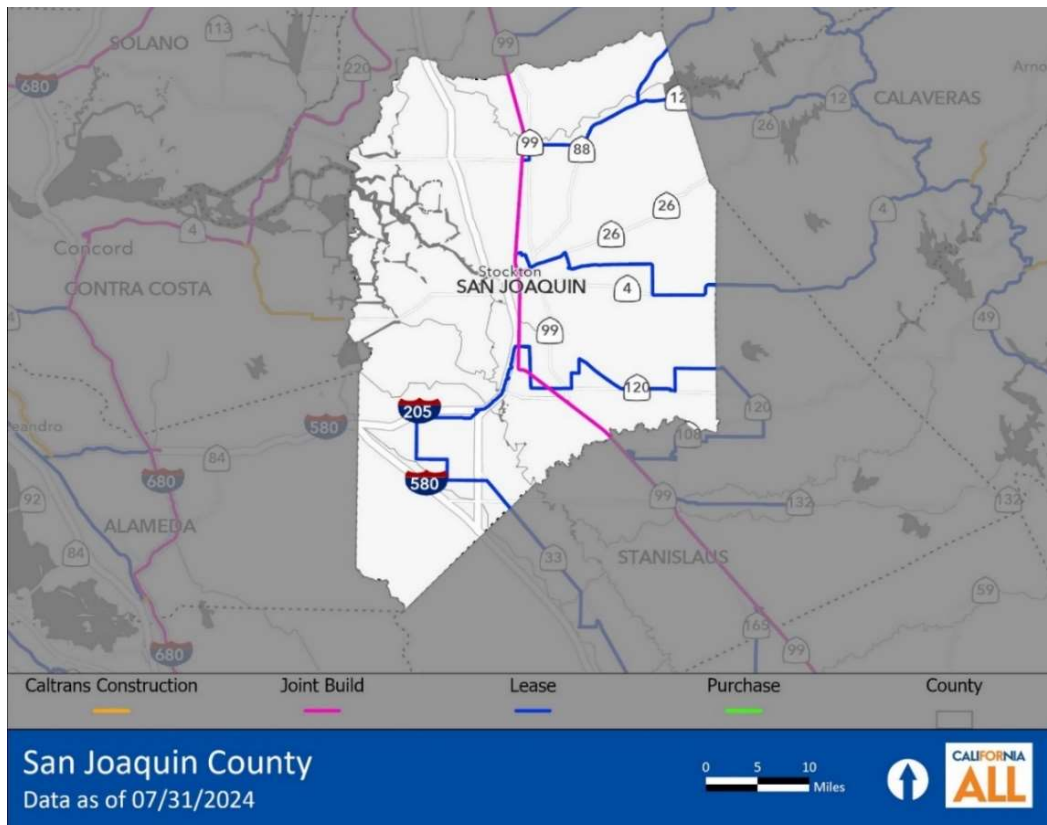 SOLANO
113
99
680
220
Arno
CALAVERAS
12
12
26
99
88
26
26
4
4
Concord
CONTRA COSTA
Stockton
SAN JOAQUIN
4
4
99
49
205
120
120
eandro
580
84
108
680
580
92
99
132
132
ALAMEDA
84
33
STANISLAUS
59
165
680
99
Caltrans Construction Joint Build Lease Purchase County
San Joaquin County
Data as of 07/31/2024
0 5 10
Miles
CALIFORNIA
ALL